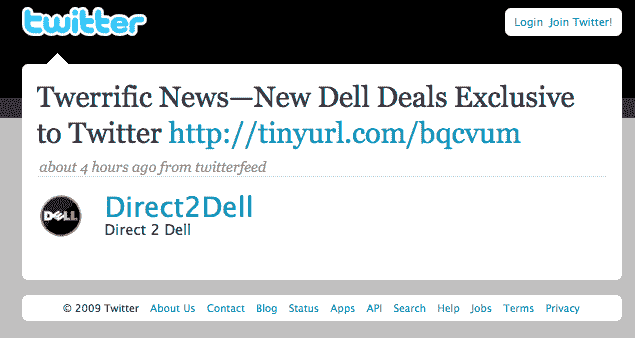 twitter
Login Join Twitter!
Twerrific News—New Dell Deals Exclusive
to Twitter http://tinyurl.com/bqcvum
about 4 hours ago from twitterfeed
DELL
Direct2Dell
Direct 2 Dell
© 2009 Twitter About Us Contact Blog Status Apps API Search Help Jobs Terms Privacy